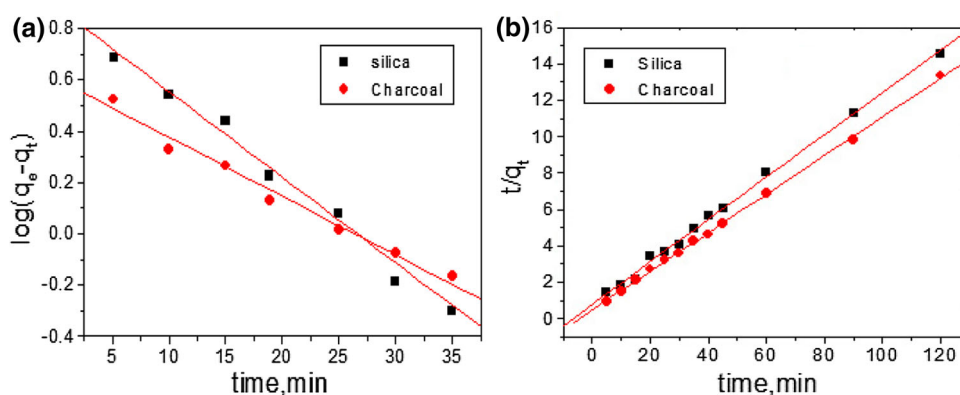 (a)
0.8
0.6
0.4
0.2
0.0
-0.2
-0.4
log(qₑ-qₜ)
silica
Charcoal
5 10 15 20 25 30 35
time,min
(b)
16
14
12
10
8
6
4
2
0
t/qₜ
Silica
Charcoal
0 20 40 60 80 100 120
time,min